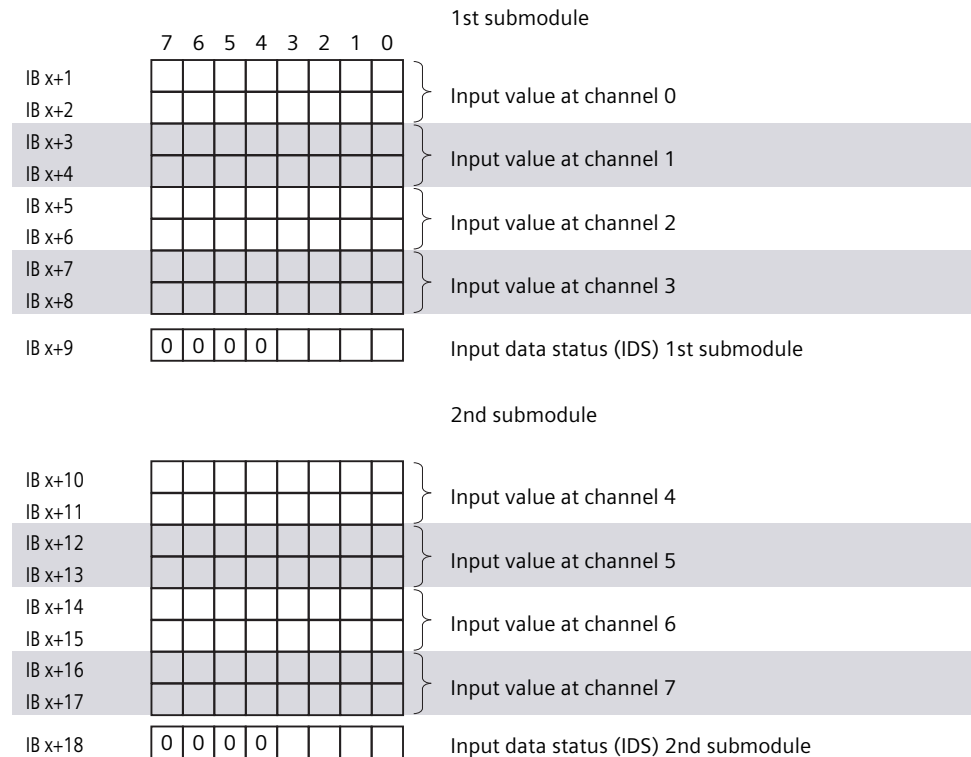 1st submodule
7 6 5 4 3 2 1 0
IB x+1
Input value at channel 0
IB x+2
IB x+3
Input value at channel 1
IB x+4
IB x+5
Input value at channel 2
IB x+6
IB x+7
Input value at channel 3
IB x+8
IB x+9 0 0 0 0 Input data status (IDS) 1st submodule
2nd submodule
IB x+10
Input value at channel 4
IB x+11
IB x+12
Input value at channel 5
IB x+13
IB x+14
Input value at channel 6
IB x+15
IB x+16
Input value at channel 7
IB x+17
IB x+18 0 0 0 0 Input data status (IDS) 2nd submodule